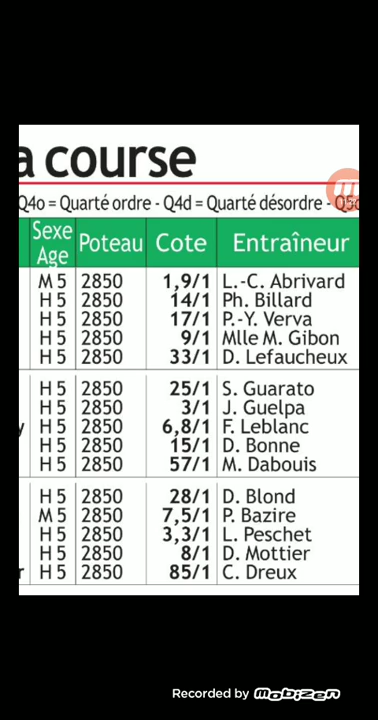 a course
Q4o = Quarté ordre - Q4d = Quarté désordre - Q5o
Sexe Age Poteau Cote Entraîneur
M 5 2850 1,9/1 L.-C. Abrivard
H 5 2850 14/1 Ph. Billard
H 5 2850 17/1 P.-Y. Verva
H 5 2850 9/1 Mlle M. Gibon
H 5 2850 33/1 D. Lefaucheux
H 5 2850 25/1 S. Guarato
H 5 2850 3/1 J. Guelpa
y H 5 2850 6,8/1 F. Leblanc
H 5 2850 15/1 D. Bonne
H 5 2850 57/1 M. Dabouis
H 5 2850 28/1 D. Blond
M 5 2850 7,5/1 P. Bazire
H 5 2850 3,3/1 L. Peschet
H 5 2850 8/1 D. Mottier
r H 5 2850 85/1 C. Dreux
Recorded by Mobizen